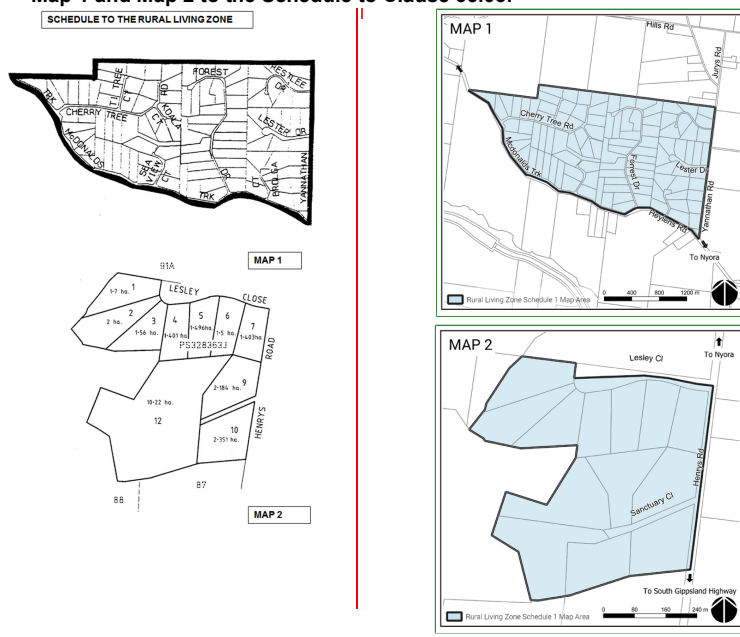 Map 1 and Map 2 to the Schedule to Clause
SCHEDULE TO THE RURAL LIVING ZONE
FOREST
WESTLEE
DR
TI TREE
CT
RD
KOALA
CT
TRK
CHERRY TREE
LESTER DR
McDONALDS
SEA VIEW
CT
TRK
DR
CT
BROLGA
YANNATHAN
MAP 1
91A
LESLEY
CLOSE
1-7 ha. 1
2
2 ha.
3
1-56 ha.
4
1-401 ha.
5
1-496ha.
6
1-5 ha.
7
1-403ha.
PS328363J
ROAD
9
2-184 ha.
10-22 ha.
12
10
2-351 ha.
HENRYS
87
88
MAP 2
MAP 1
Hills Rd
Jurys Rd
Cherry Tree Rd
Mcdonalds Trk
Forrest Dr
Lester Dr
Yannathan Rd
Heylens Rd
To Nyora
Rural Living Zone Schedule 1 Map Area
0 400 800 1200 m
MAP 2
To Nyora
Lesley Cl
Henrys Rd
Sanctuary Cl
To South Gippsland Highway
Rural Living Zone Schedule 1 Map Area
0 80 160 240 m